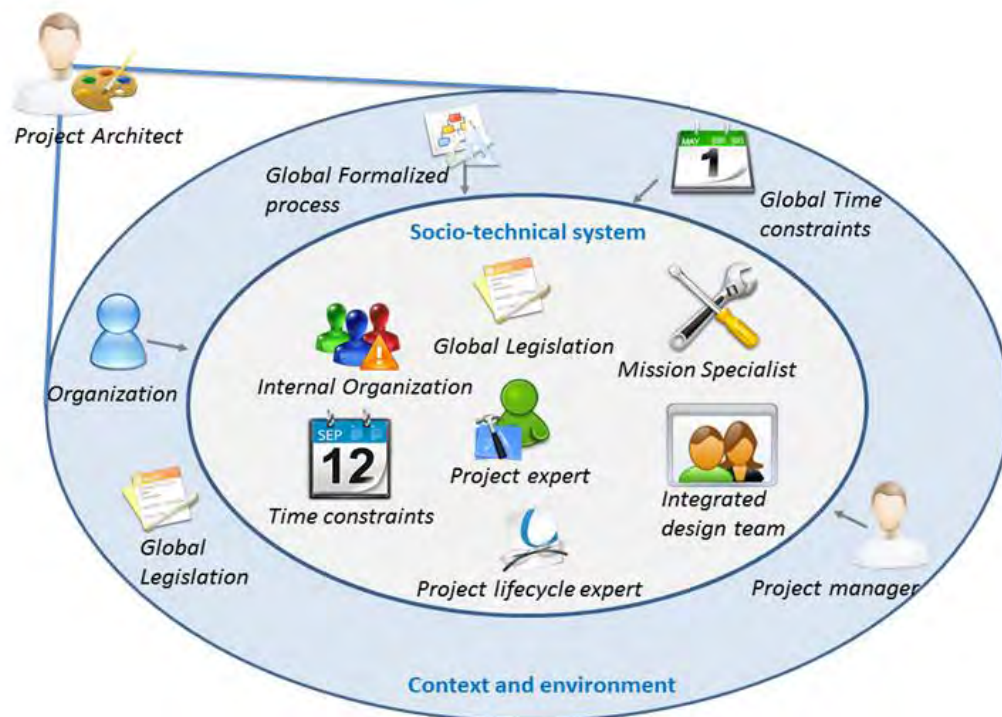 Project Architect
Global Formalized
process
MAY
1
Global Time
constraints
Socio-technical system
Global Legislation
Mission Specialist
Internal Organization
Organization
SEP
12
Time constraints
Project expert
Integrated
design team
Global
Legislation
Project lifecycle expert
Project manager
Context and environment